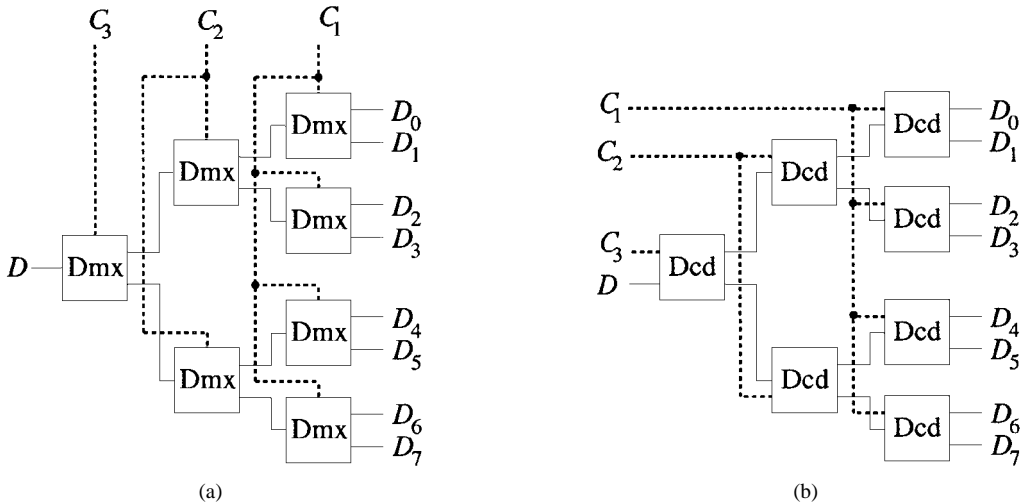 C₃ C₂ C₁
Dmx D₀
D₁
Dmx
Dmx D₂
D₃
D Dmx
Dmx D₄
D₅
Dmx
Dmx D₆
D₇
(a)
C₁ Dcd D₀
D₁
C₂ Dcd
Dcd D₂
D₃
C₃
D Dcd
Dcd D₄
D₅
Dcd
Dcd D₆
D₇
(b)